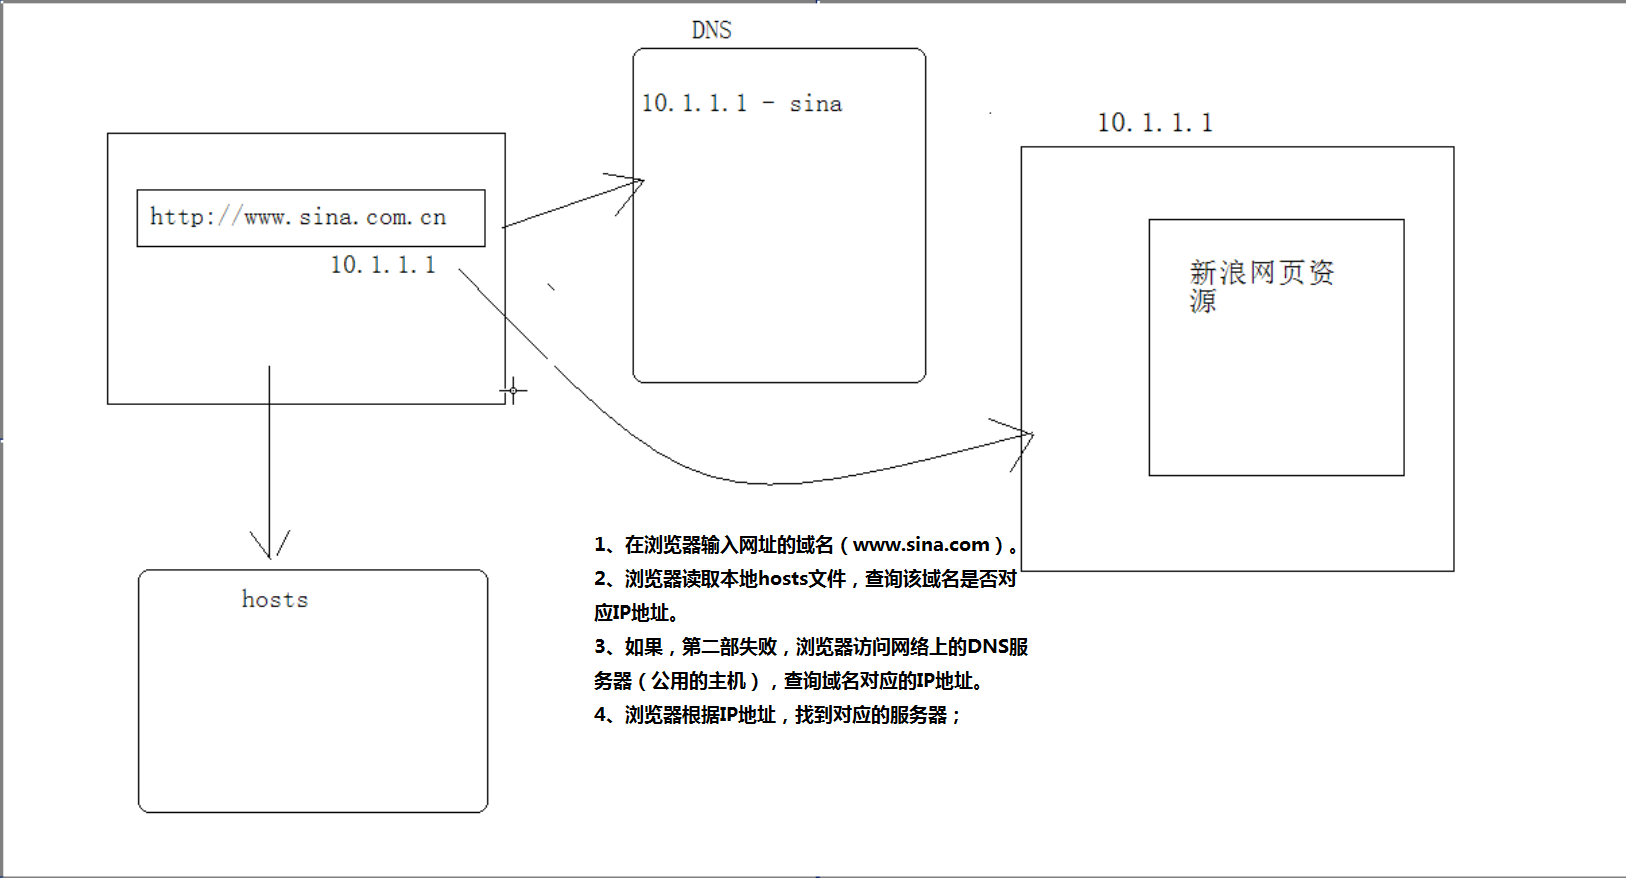 DNS
10.1.1.1 - sina
10.1.1.1
http://www.sina.com.cn
10.1.1.1
新浪网页资
源
hosts
1、在浏览器输入网址的域名（www.sina.com）。
2、浏览器读取本地hosts文件，查询该域名是否对
应IP地址。
3、如果，第二部失败，浏览器访问网络上的DNS服
务器（公用的主机），查询域名对应的IP地址。
4、浏览器根据IP地址，找到对应的服务器；